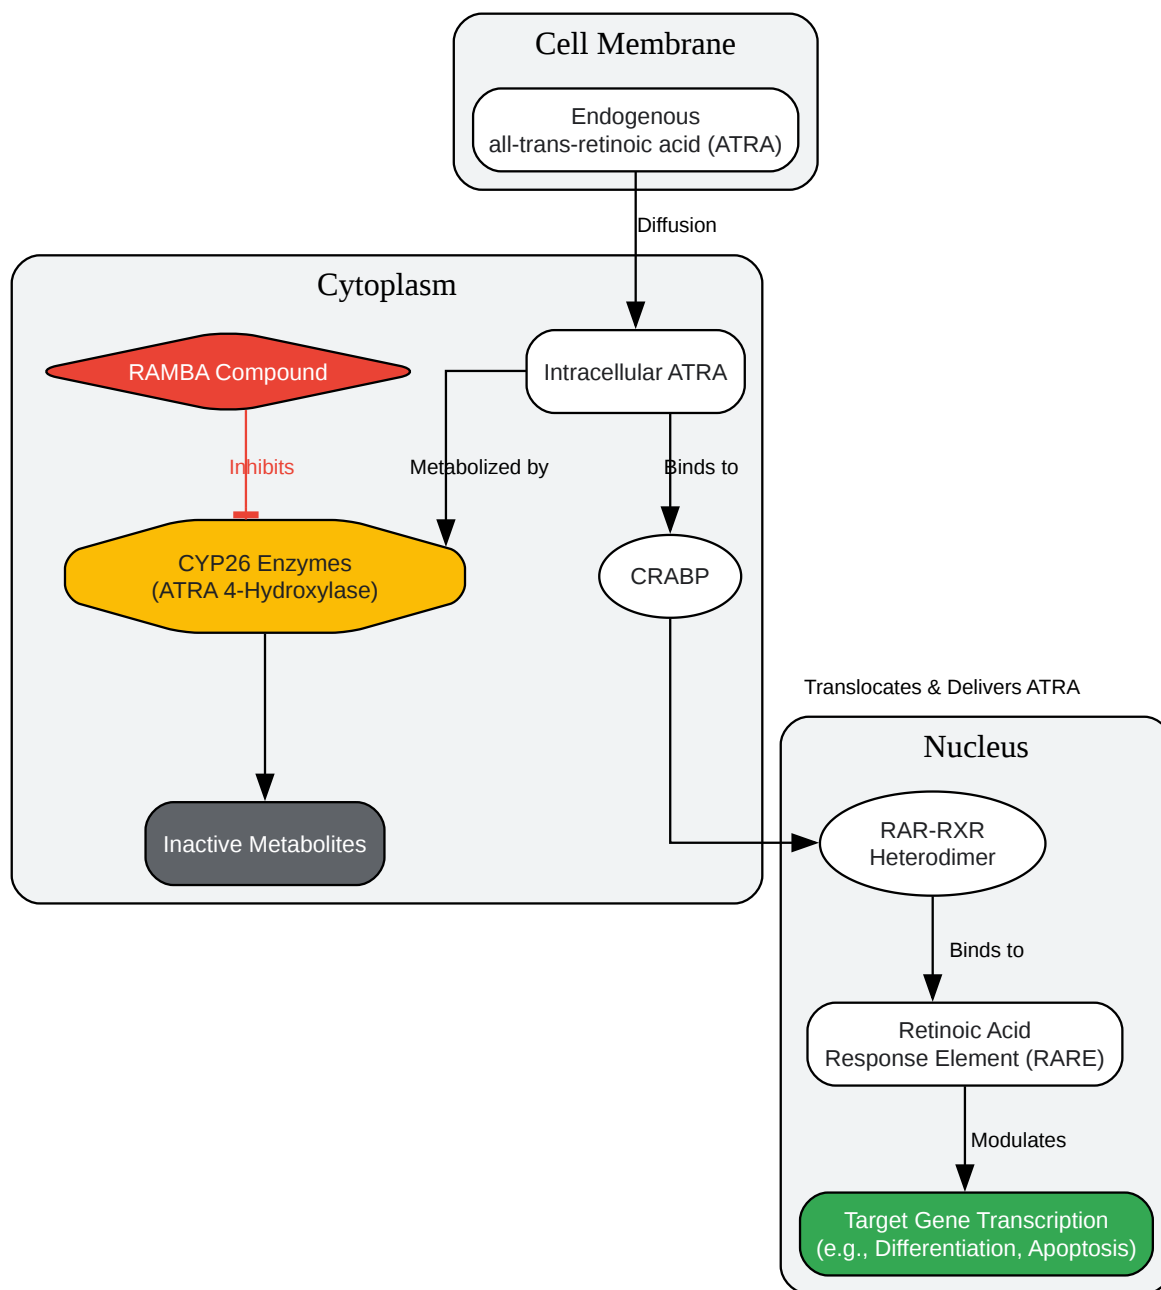 Cell Membrane
Endogenous
all-trans-retinoic acid (ATRA)
Diffusion
Cytoplasm
RAMBA Compound
Intracellular ATRA
Inhibits
Metabolized by
Binds to
CYP26 Enzymes
(ATRA 4-Hydroxylase)
CRABP
Translocates & Delivers ATRA
Inactive Metabolites
Nucleus
RAR-RXR
Heterodimer
Binds to
Retinoic Acid
Response Element (RARE)
Modulates
Target Gene Transcription
(e.g., Differentiation, Apoptosis)